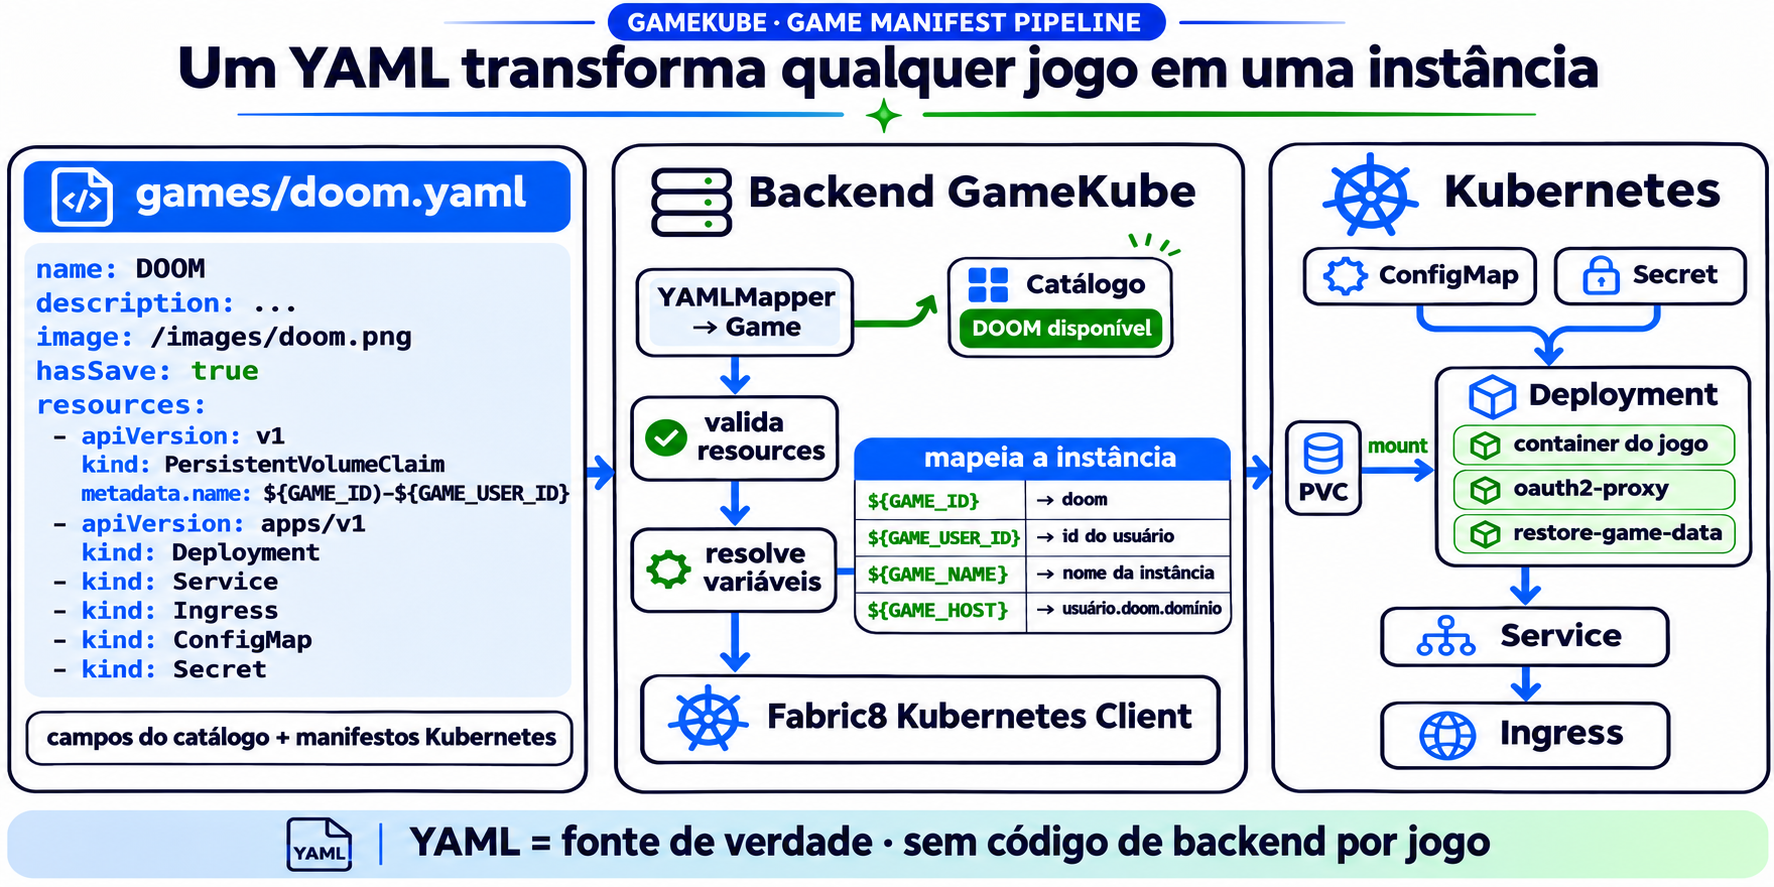 GAMEKUBE · GAME MANIFEST PIPELINE
Um YAML transforma qualquer jogo em uma instância
</> games/doom.yaml
name: DOOM
description: ...
image: /images/doom.png
hasSave: true
resources:
- apiVersion: v1
kind: PersistentVolumeClaim
metadata.name: ${GAME_ID)-${GAME_USER_ID}
- apiVersion: apps/v1
kind: Deployment
- kind: Service
- kind: Ingress
- kind: ConfigMap
- kind: Secret
campos do catálogo + manifestos Kubernetes
Backend GameKube
YAMLMapper
→ Game
Catálogo
DOOM disponível
valida
resources
resolve
variáveis
mapeia a instância
${GAME_ID} → doom
${GAME_USER_ID} → id do usuário
${GAME_NAME} → nome da instância
${GAME_HOST} → usuário.doom.domínio
Fabric8 Kubernetes Client
Kubernetes
ConfigMap
Secret
PVC
mount
Deployment
container do jogo
oauth2-proxy
restore-game-data
Service
Ingress
YAML
YAML = fonte de verdade · sem código de backend por jogo